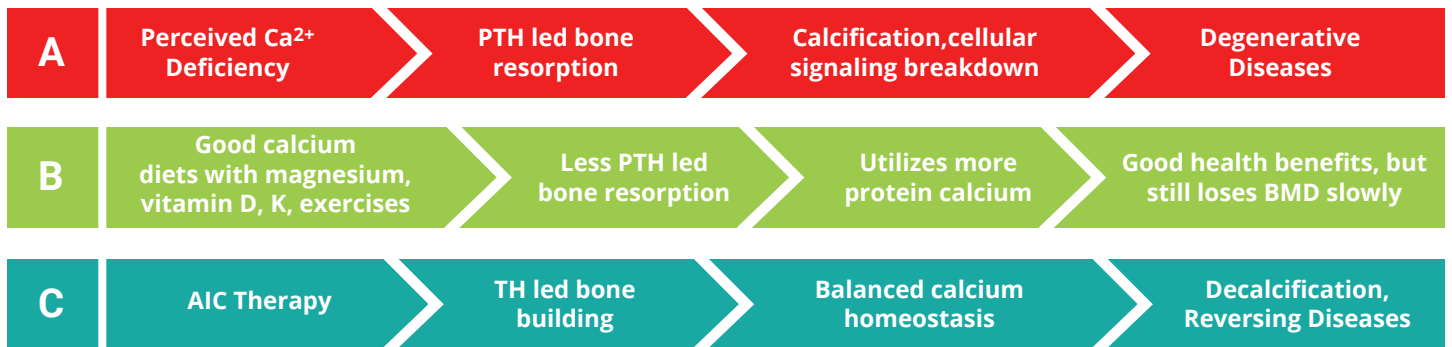 A
Perceived Ca²⁺
Deficiency
PTH led bone
resorption
Calcification,cellular
signaling breakdown
Degenerative
Diseases
B
Good calcium
diets with magnesium,
vitamin D, K, exercises
Less PTH led
bone resorption
Utilizes more
protein calcium
Good health benefits, but
still loses BMD slowly
C
AIC Therapy
TH led bone
building
Balanced calcium
homeostasis
Decalcification,
Reversing Diseases